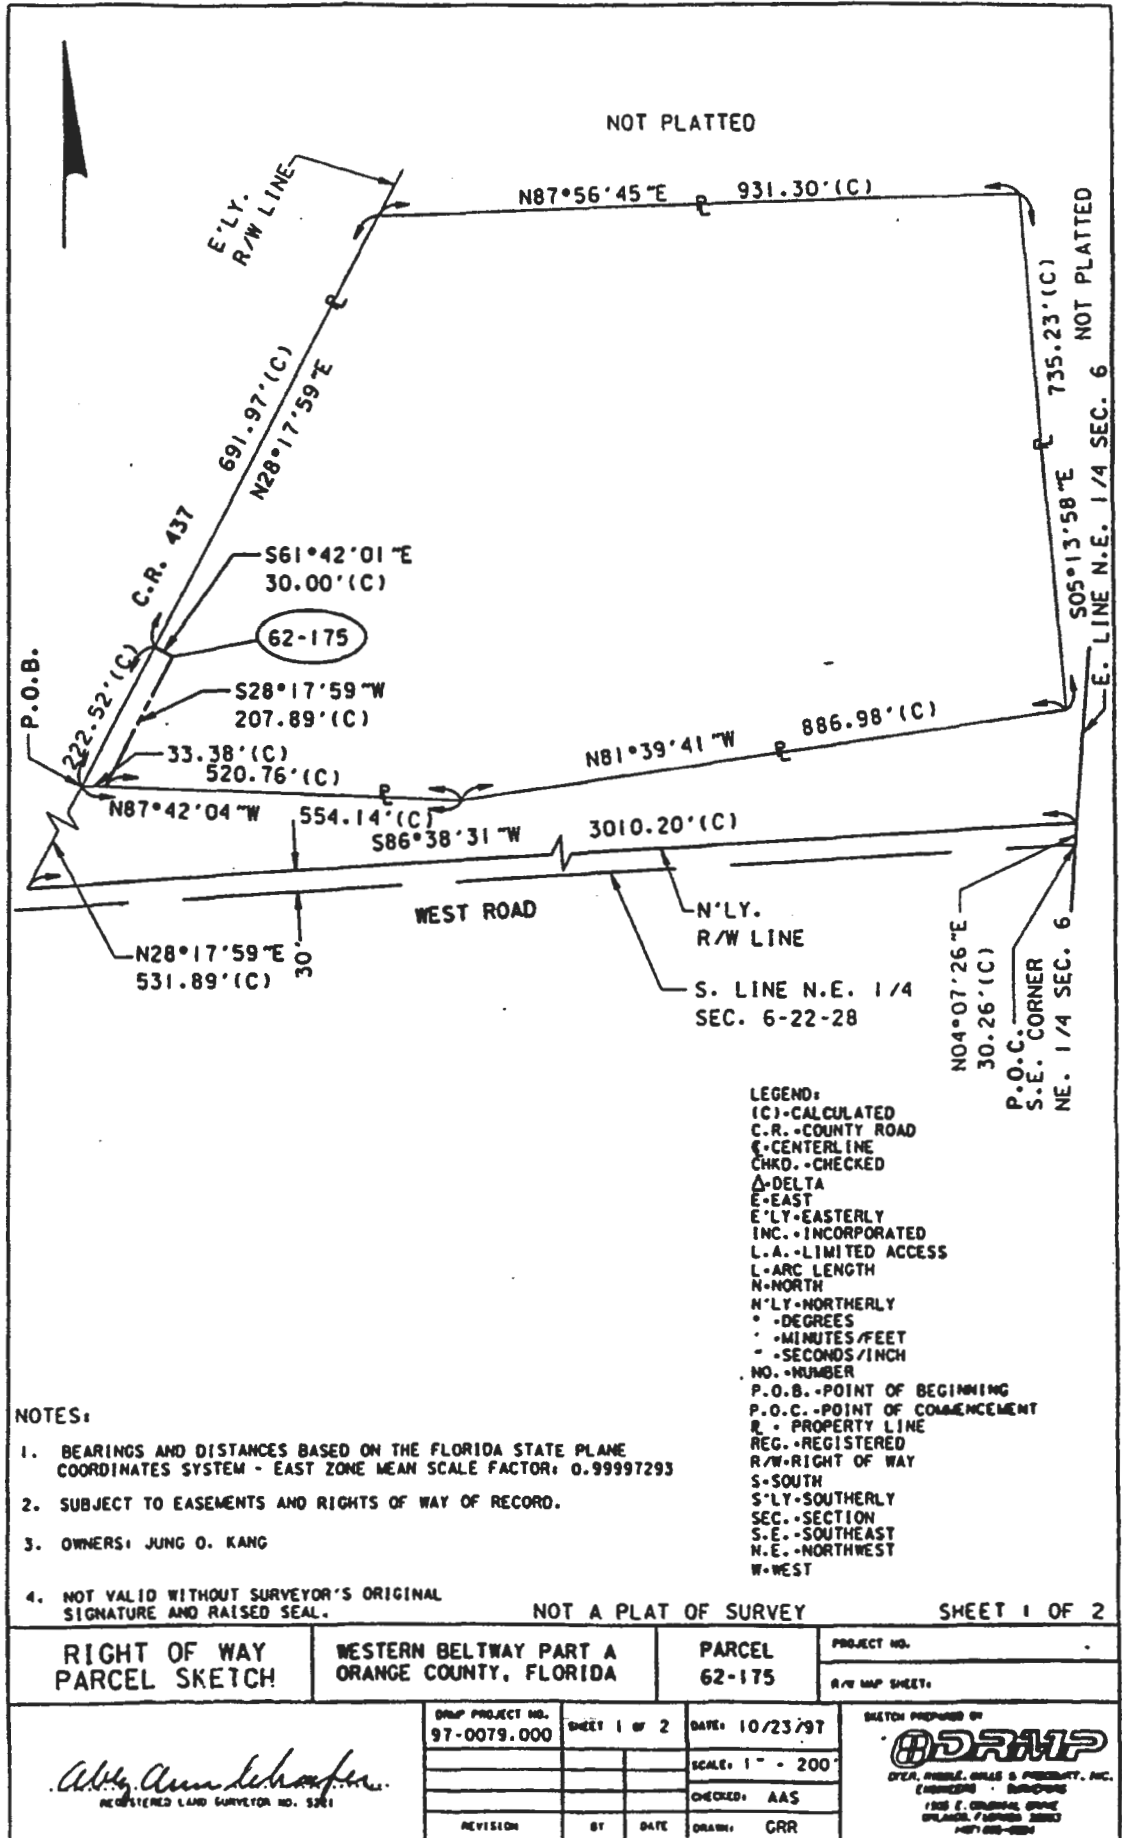 NOT PLATTED
E'LY.
R/W LINE
N87°56'45"E 931.30'(C)
NOT PLATTED
735.23'(C)
S05°13'58"E
E. LINE N.E. 1/4 SEC. 6
691.97'(C)
N28°17'59"E
C.R. 437
S61°42'01"E
30.00'(C)
62-175
P.O.B.
222.52'(C)
S28°17'59"W
207.89'(C)
33.38'(C)
520.76'(C)
N87°42'04"W 554.14'(C)
N81°39'41"W 886.98'(C)
S86°38'31"W 3010.20'(C)
WEST ROAD
30'
N28°17'59"E
531.89'(C)
N'LY.
R/W LINE
S. LINE N.E. 1/4
SEC. 6-22-28
N04°07'26"E
30.26'(C)
P.O.C.
S.E. CORNER
NE. 1/4 SEC. 6
LEGEND:
(C)-CALCULATED
C.R.-COUNTY ROAD
℄-CENTERLINE
CHKD.-CHECKED
Δ-DELTA
E-EAST
E'LY-EASTERLY
INC.-INCORPORATED
L.A.-LIMITED ACCESS
L-ARC LENGTH
N-NORTH
N'LY-NORTHERLY
° -DEGREES
' -MINUTES/FEET
" -SECONDS/INCH
NO.-NUMBER
P.O.B.-POINT OF BEGINNING
P.O.C.-POINT OF COMMENCEMENT
PL - PROPERTY LINE
REG.-REGISTERED
R/W-RIGHT OF WAY
S-SOUTH
S'LY-SOUTHERLY
SEC.-SECTION
S.E.-SOUTHEAST
N.E.-NORTHWEST
W-WEST
NOTES:
1. BEARINGS AND DISTANCES BASED ON THE FLORIDA STATE PLANE
COORDINATES SYSTEM - EAST ZONE MEAN SCALE FACTOR: 0.99997293
2. SUBJECT TO EASEMENTS AND RIGHTS OF WAY OF RECORD.
3. OWNERS: JUNG O. KANG
4. NOT VALID WITHOUT SURVEYOR'S ORIGINAL
SIGNATURE AND RAISED SEAL.
NOT A PLAT OF SURVEY
SHEET 1 OF 2
RIGHT OF WAY
PARCEL SKETCH
WESTERN BELTWAY PART A
ORANGE COUNTY, FLORIDA
PARCEL
62-175
PROJECT NO.
R/W MAP SHEET:
REGISTERED LAND SURVEYOR NO.
DRMP PROJECT NO.
97-0079.000
SHEET 1 OF 2
DATE: 10/23/97
SCALE: 1" - 200'
CHECKED: AAS
REVISION BY DATE DRAWN: GRR
SKETCH PREPARED BY
DRMP